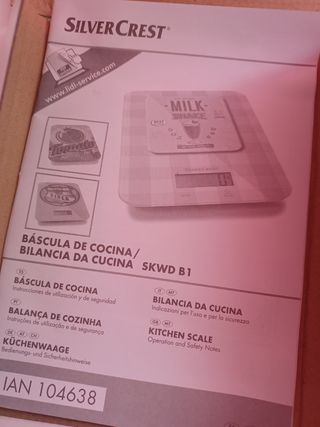 SILVERCREST®
www.lidl-service.com
MILK
SHAKE
BÁSCULA DE COCINA/
BILANCIA DA CUCINA SKWD B1
ES
BÁSCULA DE COCINA
Instrucciones de utilización y de seguridad
PT
BALANÇA DE COZINHA
Instruções de utilização e de segurança
DE AT CH
KÜCHENWAAGE
Bedienungs- und Sicherheitshinweise
IT MT
BILANCIA DA CUCINA
Indicazioni per l'uso e per la sicurezza
GB MT
KITCHEN SCALE
Operation and Safety Notes
IAN 104638